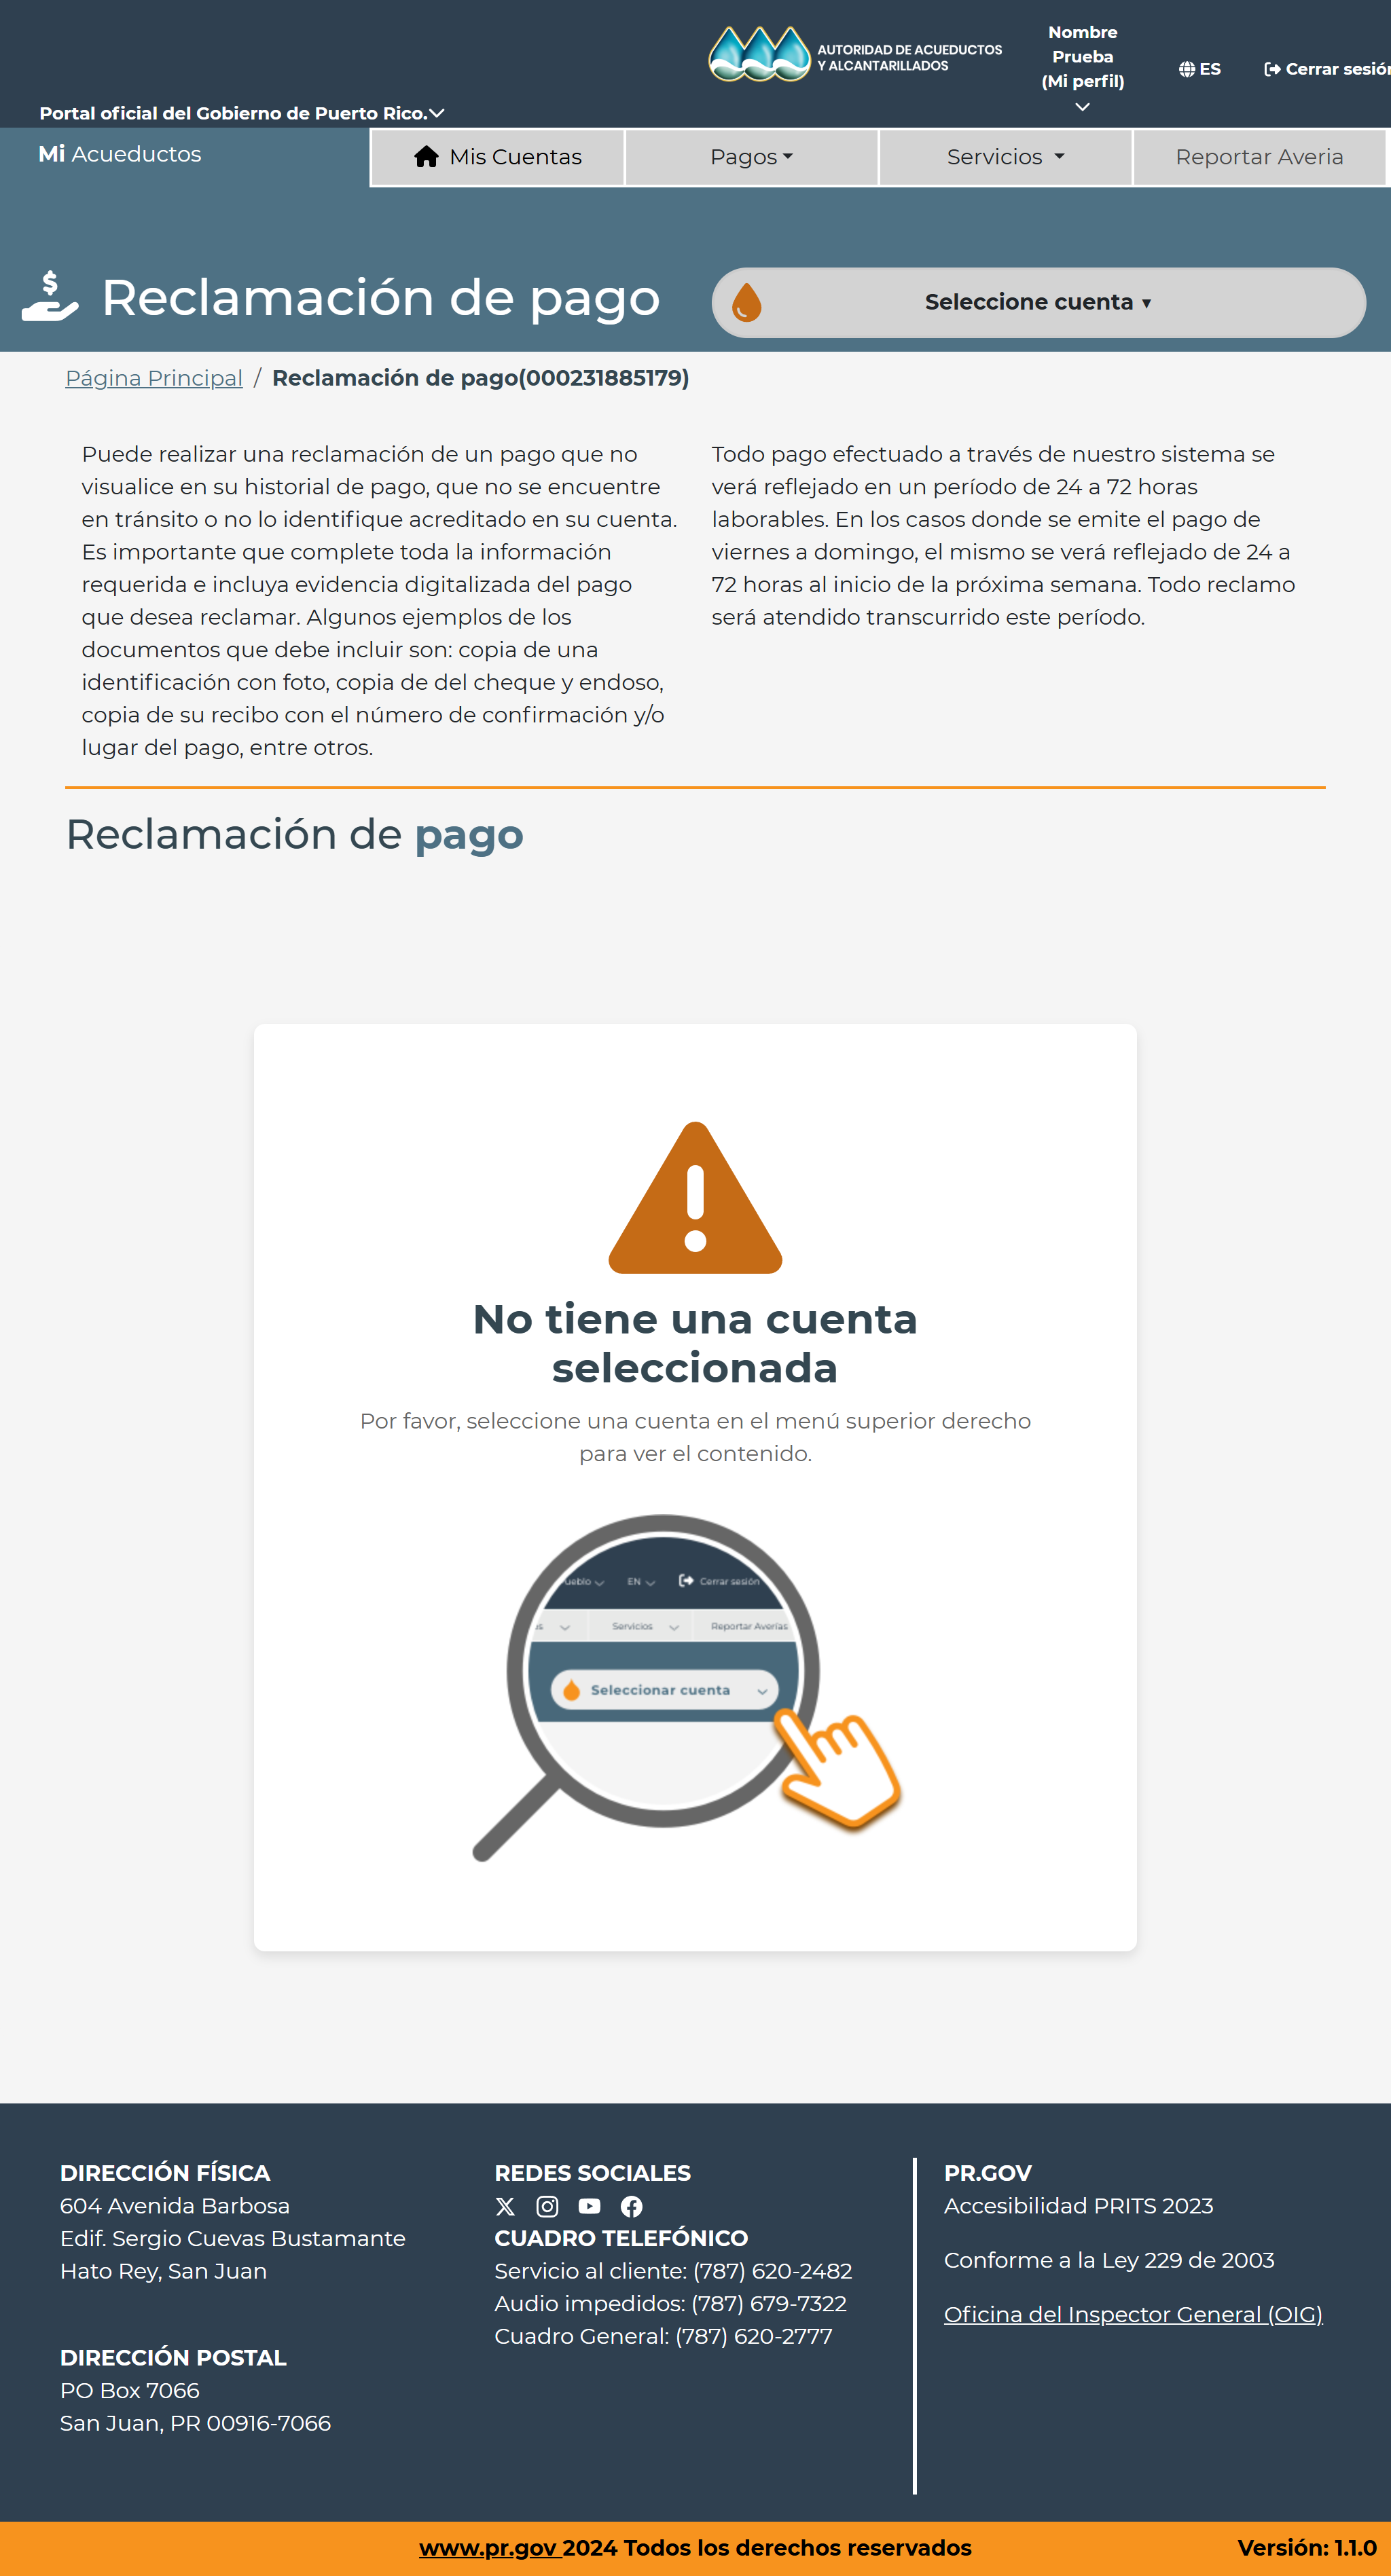 AUTORIDAD DE ACUEDUCTOS
Y ALCANTARILLADOS
Nombre
Prueba
(Mi perfil)
ES
Cerrar sesión
Portal oficial del Gobierno de Puerto Rico.
Mi Acueductos
Mis Cuentas
Pagos
Servicios
Reportar Averia
Reclamación de pago
Seleccione cuenta ▾
Página Principal / Reclamación de pago(000231885179)
Puede realizar una reclamación de un pago que no
visualice en su historial de pago, que no se encuentre
en tránsito o no lo identifique acreditado en su cuenta.
Es importante que complete toda la información
requerida e incluya evidencia digitalizada del pago
que desea reclamar. Algunos ejemplos de los
documentos que debe incluir son: copia de una
identificación con foto, copia de del cheque y endoso,
copia de su recibo con el número de confirmación y/o
lugar del pago, entre otros.
Todo pago efectuado a través de nuestro sistema se
verá reflejado en un período de 24 a 72 horas
laborables. En los casos donde se emite el pago de
viernes a domingo, el mismo se verá reflejado de 24 a
72 horas al inicio de la próxima semana. Todo reclamo
será atendido transcurrido este período.
Reclamación de pago
No tiene una cuenta
seleccionada
Por favor, seleccione una cuenta en el menú superior derecho
para ver el contenido.
ueblo
EN
Cerrar sesión
os
Servicios
Reportar Averías
Seleccionar cuenta
DIRECCIÓN FÍSICA
604 Avenida Barbosa
Edif. Sergio Cuevas Bustamante
Hato Rey, San Juan
DIRECCIÓN POSTAL
PO Box 7066
San Juan, PR 00916-7066
REDES SOCIALES
CUADRO TELEFÓNICO
Servicio al cliente: (787) 620-2482
Audio impedidos: (787) 679-7322
Cuadro General: (787) 620-2777
PR.GOV
Accesibilidad PRITS 2023
Conforme a la Ley 229 de 2003
Oficina del Inspector General (OIG)
www.pr.gov 2024 Todos los derechos reservados
Versión: 1.1.0